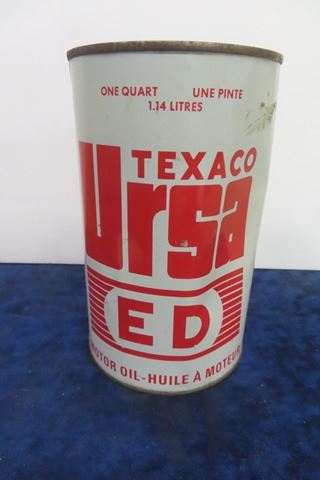 ONE QUART UNE PINTE
1.14 LITRES
TEXACO
Ursa
ED
MOTOR OIL-HUILE À MOTEUR